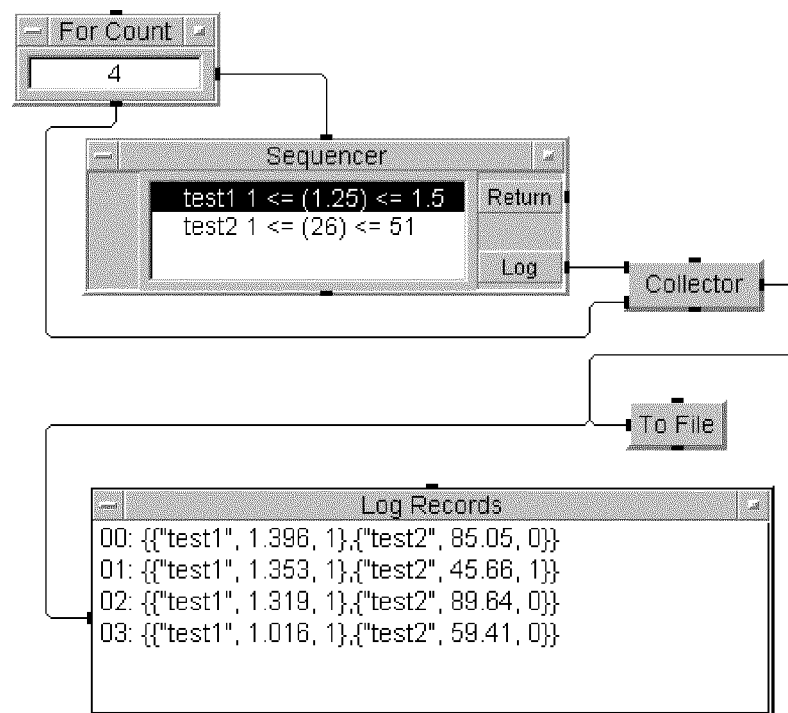 For Count
4
Sequencer
test1 1 <= (1.25) <= 1.5
test2 1 <= (26) <= 51
Return
Log
Collector
To File
Log Records
00: {{"test1", 1.396, 1},{"test2", 85.05, 0}}
01: {{"test1", 1.353, 1},{"test2", 45.66, 1}}
02: {{"test1", 1.319, 1},{"test2", 89.64, 0}}
03: {{"test1", 1.016, 1},{"test2", 59.41, 0}}